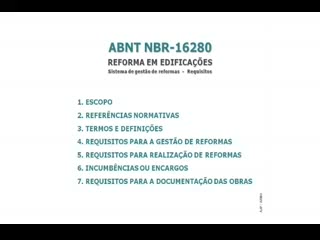 ABNT NBR-16280
REFORMA EM EDIFICAÇÕES
Sistema de gestão de reformas - Requisitos
1. ESCOPO
2. REFERÊNCIAS NORMATIVAS
3. TERMOS E DEFINIÇÕES
4. REQUISITOS PARA A GESTÃO DE REFORMAS
5. REQUISITOS PARA REALIZAÇÃO DE REFORMAS
6. INCUMBÊNCIAS OU ENCARGOS
7. REQUISITOS PARA A DOCUMENTAÇÃO DAS OBRAS